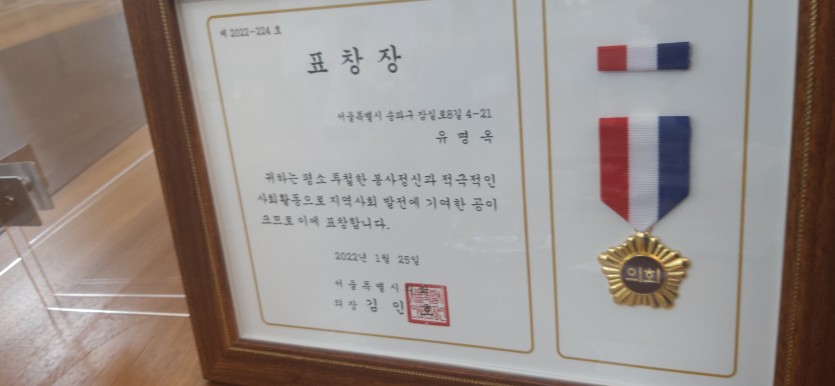 제 2022-224 호
표 창 장
서울특별시 송파구 잠실로8길 4-21
유 명 옥
귀하는 평소 투철한 봉사정신과 적극적인
사회활동으로 지역사회 발전에 기여한 공이
크므로 이에 표창합니다.
2022년 1월 25일
서울특별시
의장 김 인 호
의회